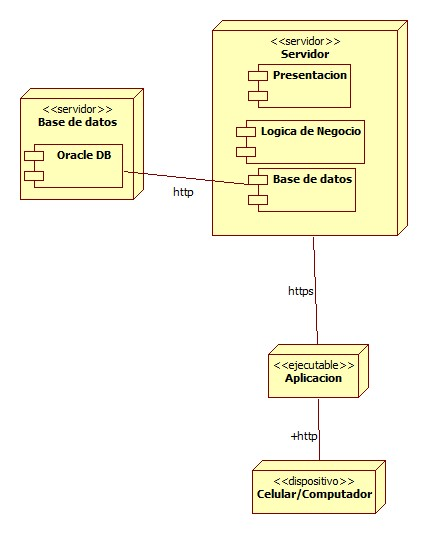 <<servidor>>
Servidor
Presentacion
Logica de Negocio
Base de datos
<<servidor>>
Base de datos
Oracle DB
http
https
<<ejecutable>>
Aplicacion
+http
<<dispositivo>>
Celular/Computador